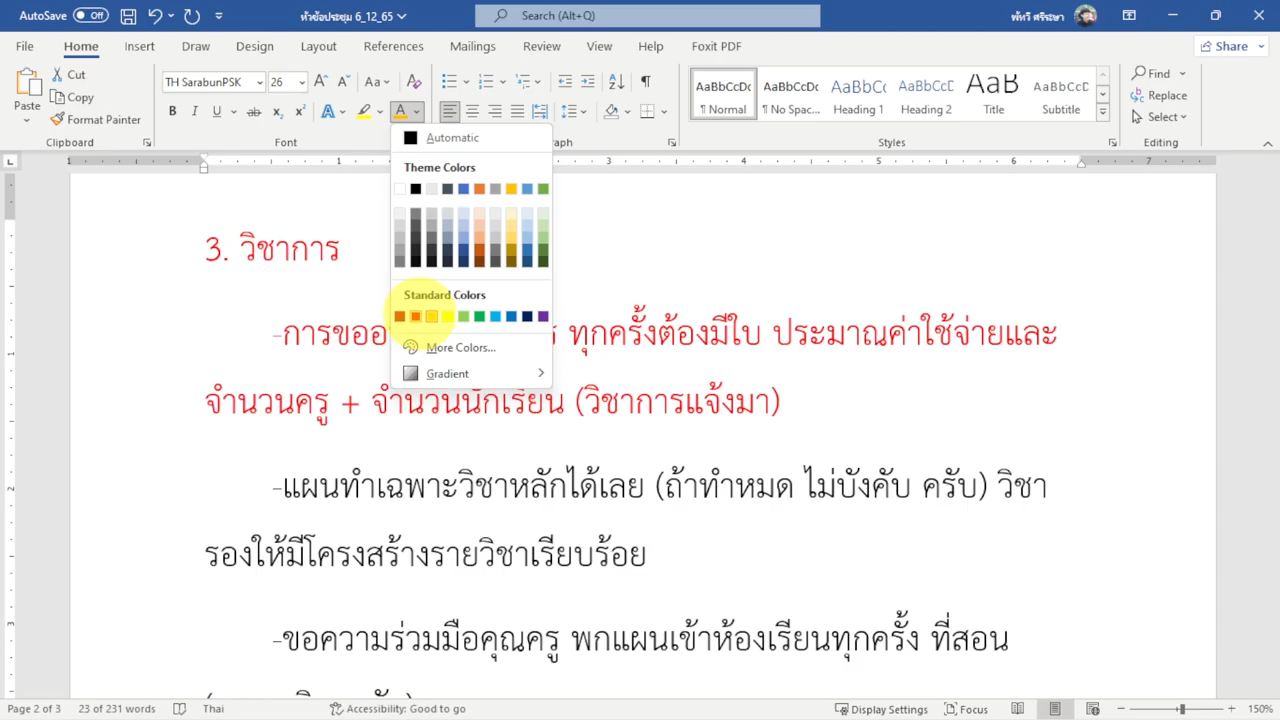 AutoSave Off
หัวข้อประชุม 6_12_65
Search (Alt+Q)
พัทวี ศรีระษา
File Home Insert Draw Design Layout References Mailings Review View Help Foxit PDF Share
Paste
Cut
Copy
Format Painter
Clipboard
TH SarabunPSK 26
Font
AaBbCcDc
¶ Normal
AaBbCcDc
¶ No Spac...
AaBbCc
Heading 1
AaBbCcD
Heading 2
AaB
Title
AaBbCcD
Subtitle
Styles
Find
Replace
Select
Editing
Automatic
Theme Colors
Standard Colors
More Colors...
Gradient
3. วิชาการ
ทุกครั้งต้องมีใบ ประมาณค่าใช้จ่ายและ
จำนวนครู + จำนวนนักเรียน (วิชาการแจ้งมา)
-แผนทำเฉพาะวิชาหลักได้เลย (ถ้าทำหมด ไม่บังคับ ครับ) วิชา
รองให้มีโครงสร้างรายวิชาเรียบร้อย
-ขอความร่วมมือคุณครู พกแผนเข้าห้องเรียนทุกครั้ง ที่สอน
Page 2 of 3 23 of 231 words Thai Accessibility: Good to go Display Settings Focus 150%